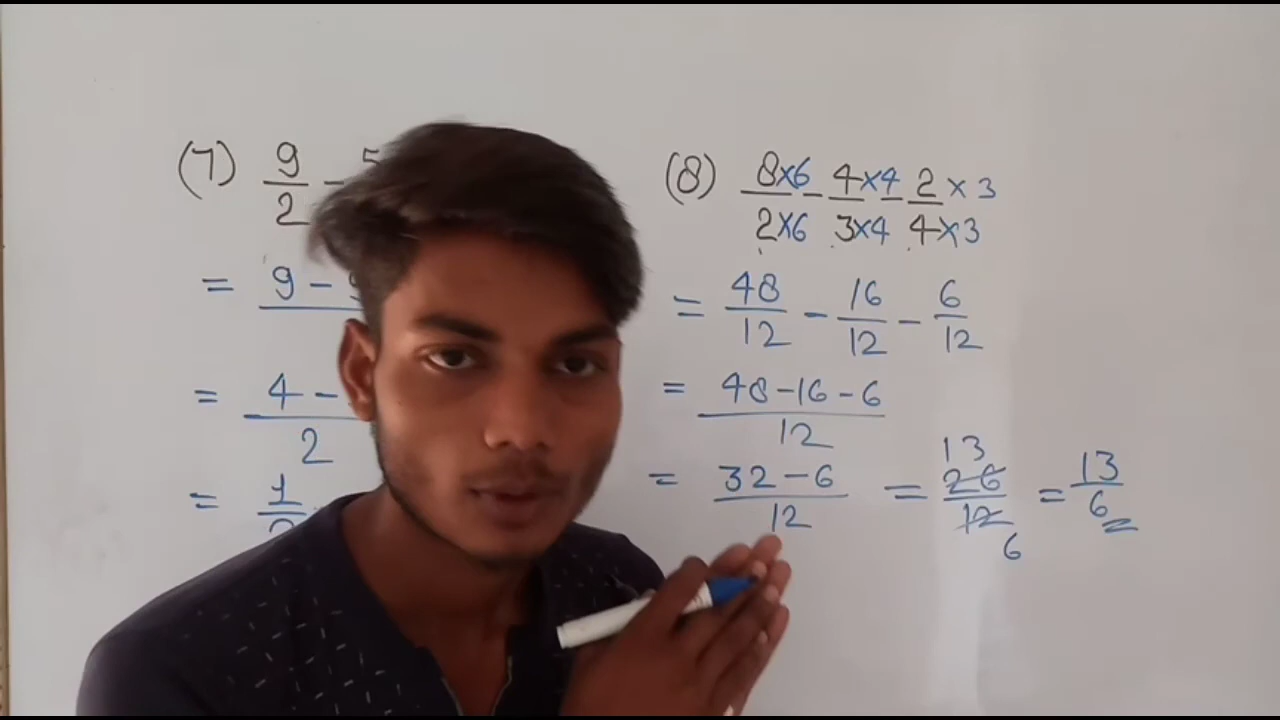 (7) 9/2 - 5
= 9 - 5
= 4 -/2
= 1/2
(8) 8×6/2×6 - 4×4/3×4 - 2×3/4×3
= 48/12 - 16/12 - 6/12
= 48-16-6/12
= 32-6/12 = 26/12 13 6 = 13/6